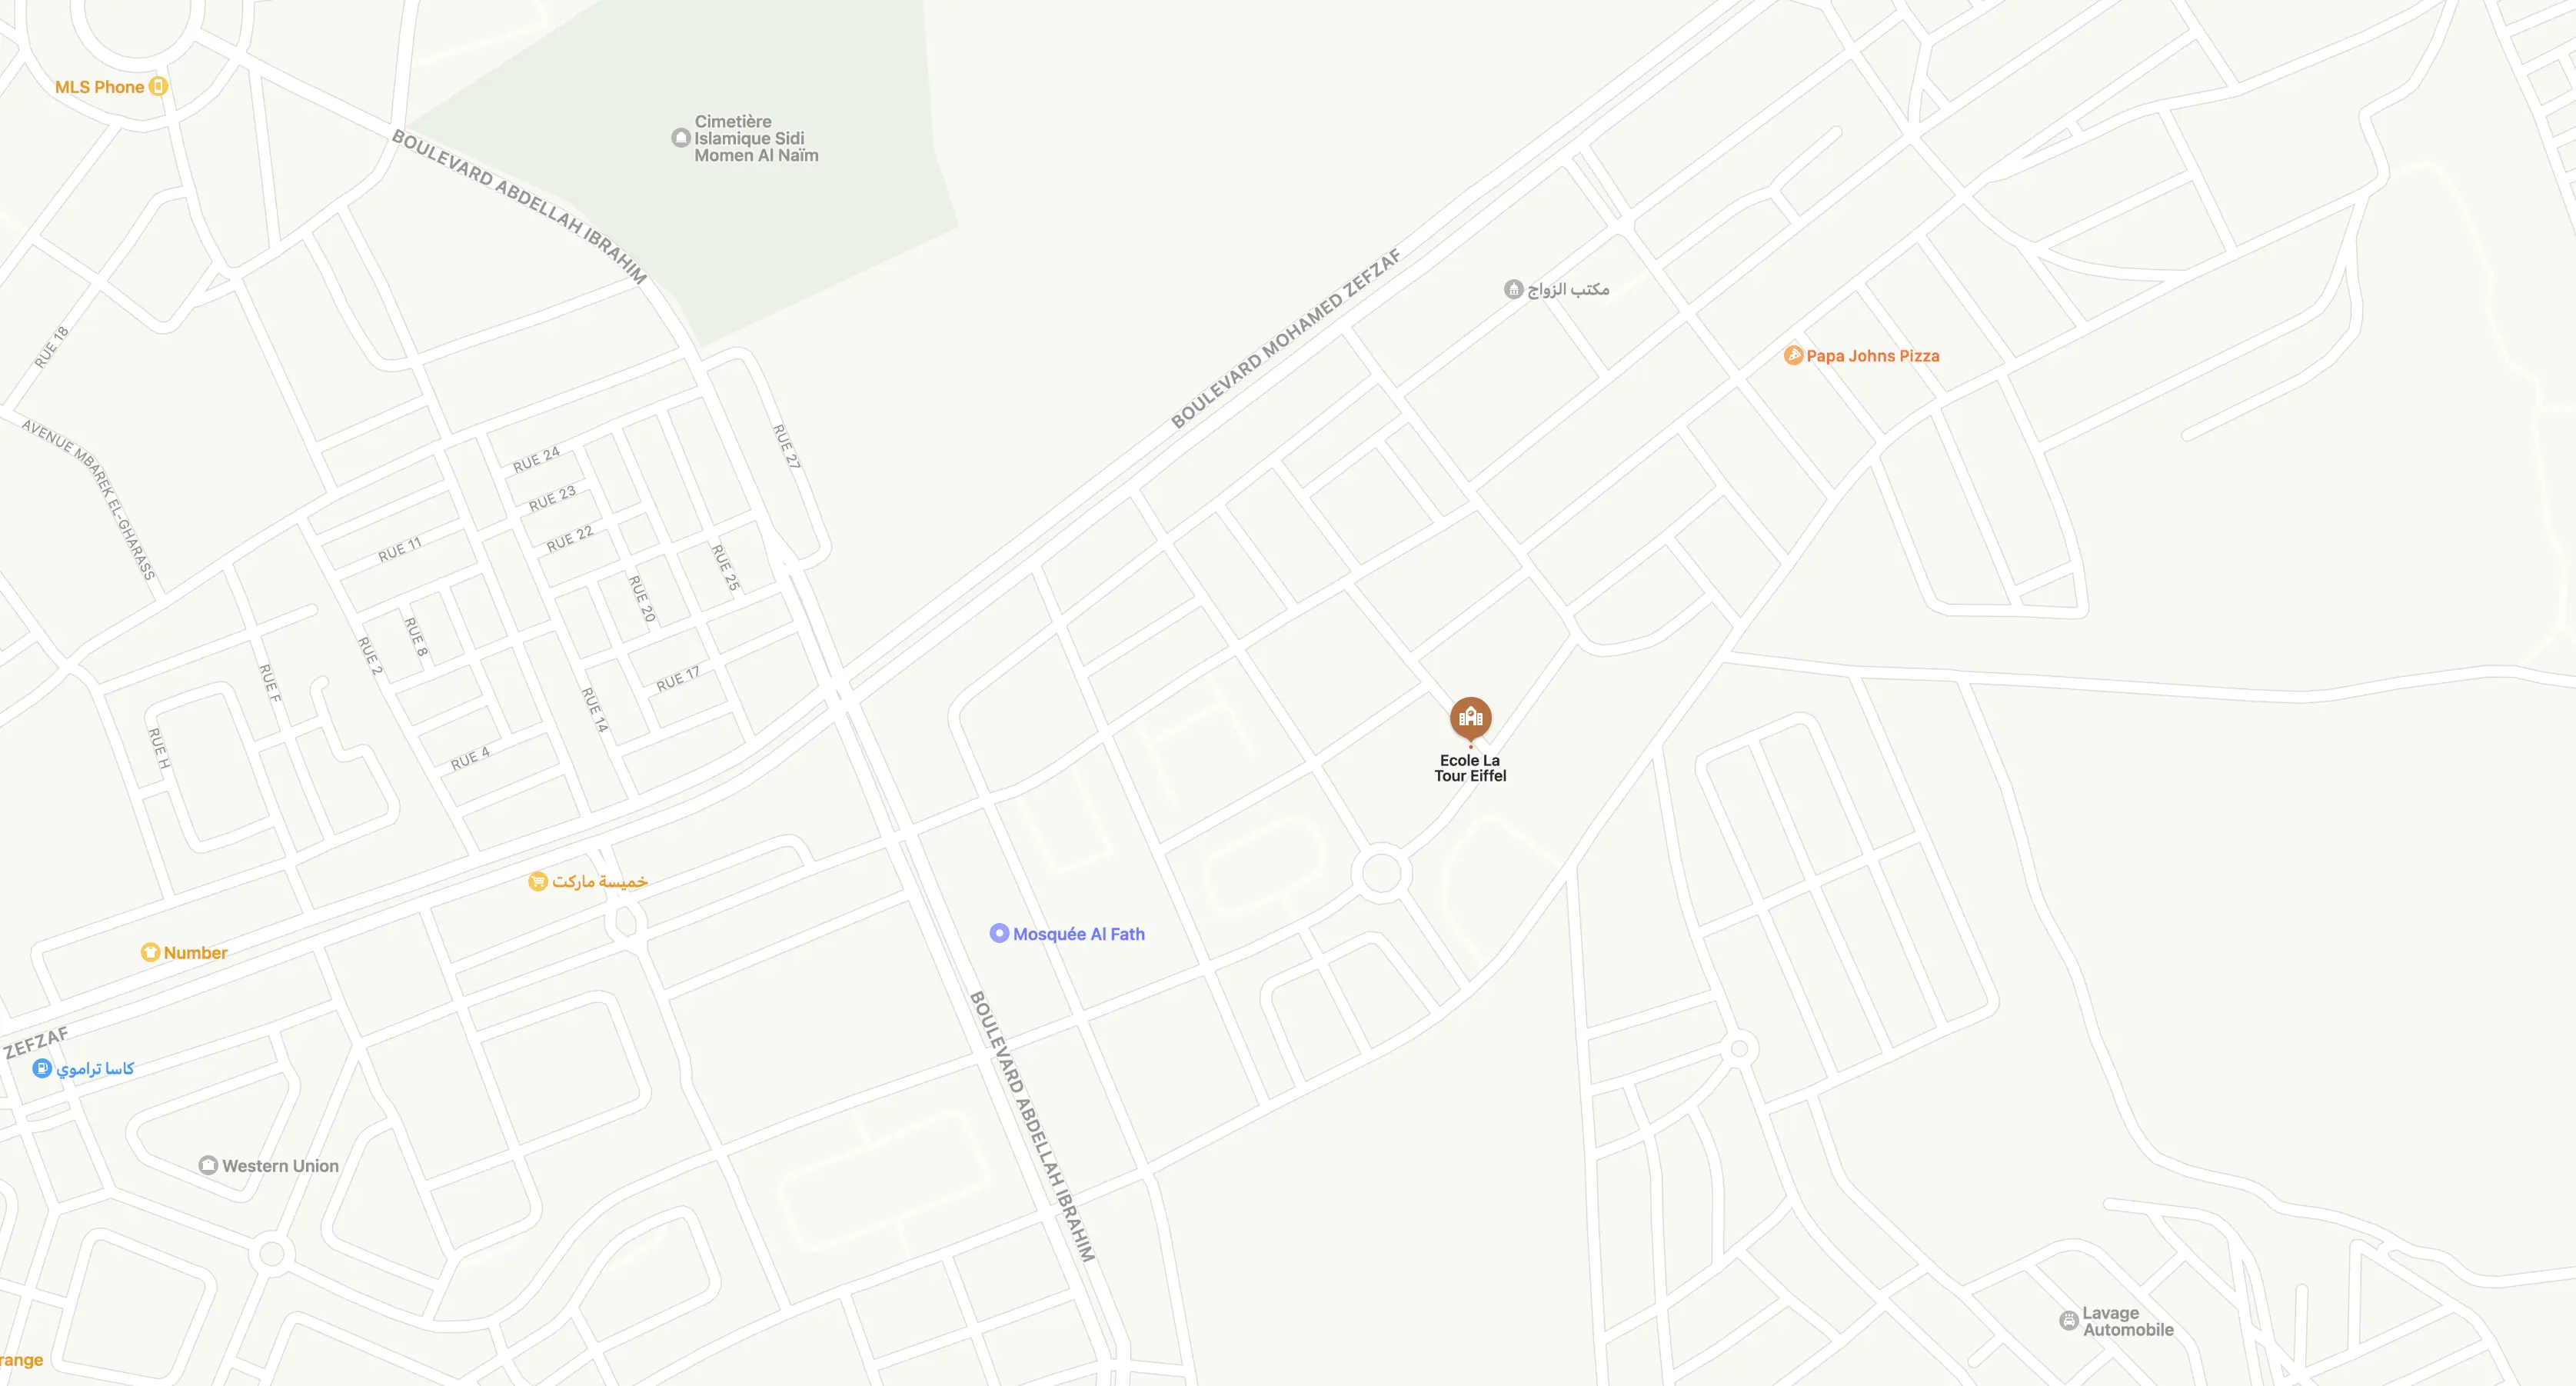 MLS Phone
Cimetière
Islamique Sidi
Momen Al Naïm
BOULEVARD ABDELLAH IBRAHIM
BOULEVARD MOHAMED ZEFZAF
مكتب الزواج
Papa Johns Pizza
RUE 18
AVENUE MBAREK EL-GHARASS
RUE 24
RUE 27
RUE 23
RUE 22
RUE 11
RUE 25
RUE 20
RUE 8
RUE 2
RUE F
RUE 17
RUE 14
RUE H
RUE 4
Ecole La
Tour Eiffel
خميسة ماركت
Mosquée Al Fath
Number
ZEFZAF
كاسا تراموي
BOULEVARD ABDELLAH IBRAHIM
Western Union
Lavage
Automobile
range